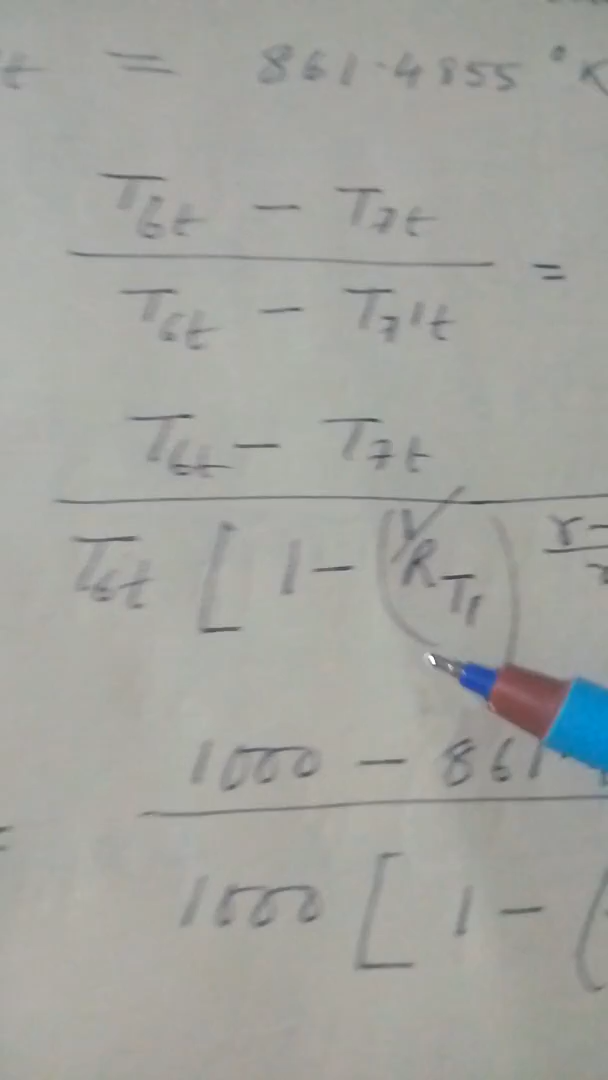 t = 861.4855 °K
T6t - T7t
=
T6t - T7't
T6t - T7t
T6t [ 1 - ( 1/RT1 ) r-
= 1000 - 861.
1000 [ 1 - (